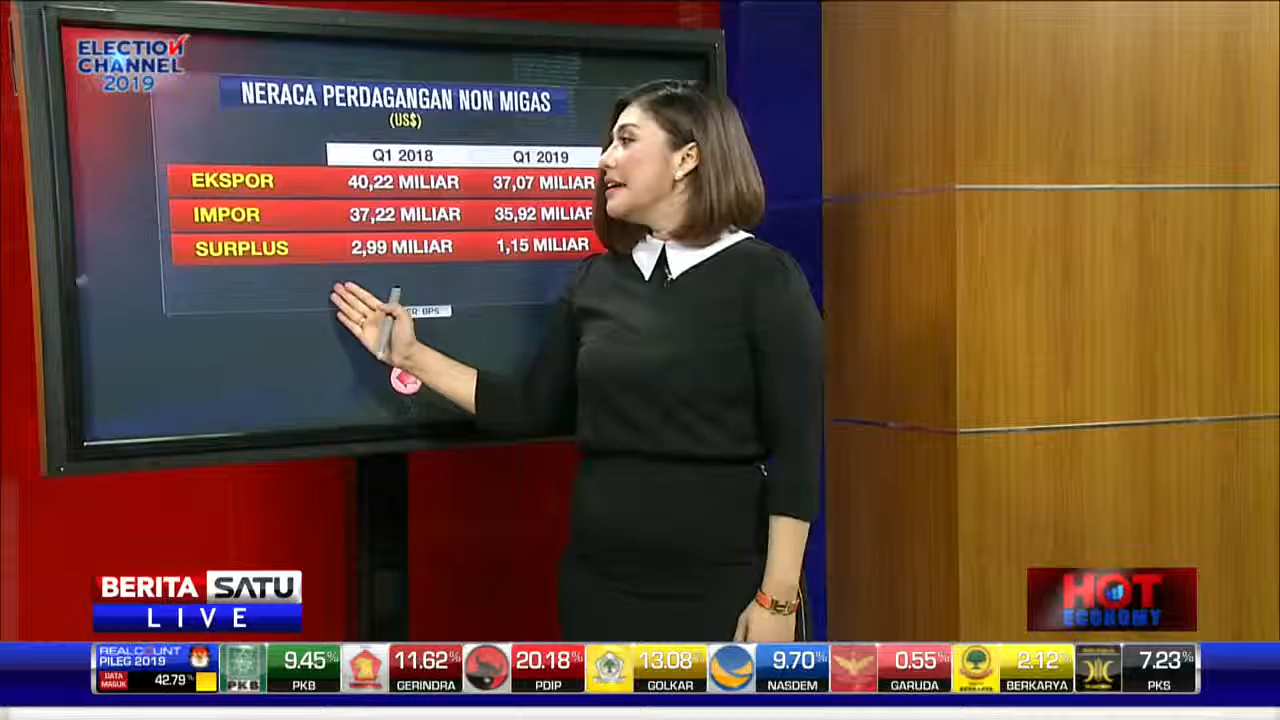 ELECTION
CHANNEL
2019
NERACA PERDAGANGAN NON MIGAS
(US$)
Q1 2018 Q1 2019
EKSPOR 40,22 MILIAR 37,07 MILIAR
IMPOR 37,22 MILIAR 35,92 MILIAR
SURPLUS 2,99 MILIAR 1,15 MILIAR
BPS
BERITA SATU
LIVE
HOT
ECONOMY
REALCOUNT
PILEG 2019
DATA
MASUK 42.79%
PKB 9.45% PKB
11.62% GERINDRA
20.18% PDIP
13.08% GOLKAR
9.70% NASDEM
0.55% GARUDA
BERKARYA 2.12% BERKARYA
7.23% PKS